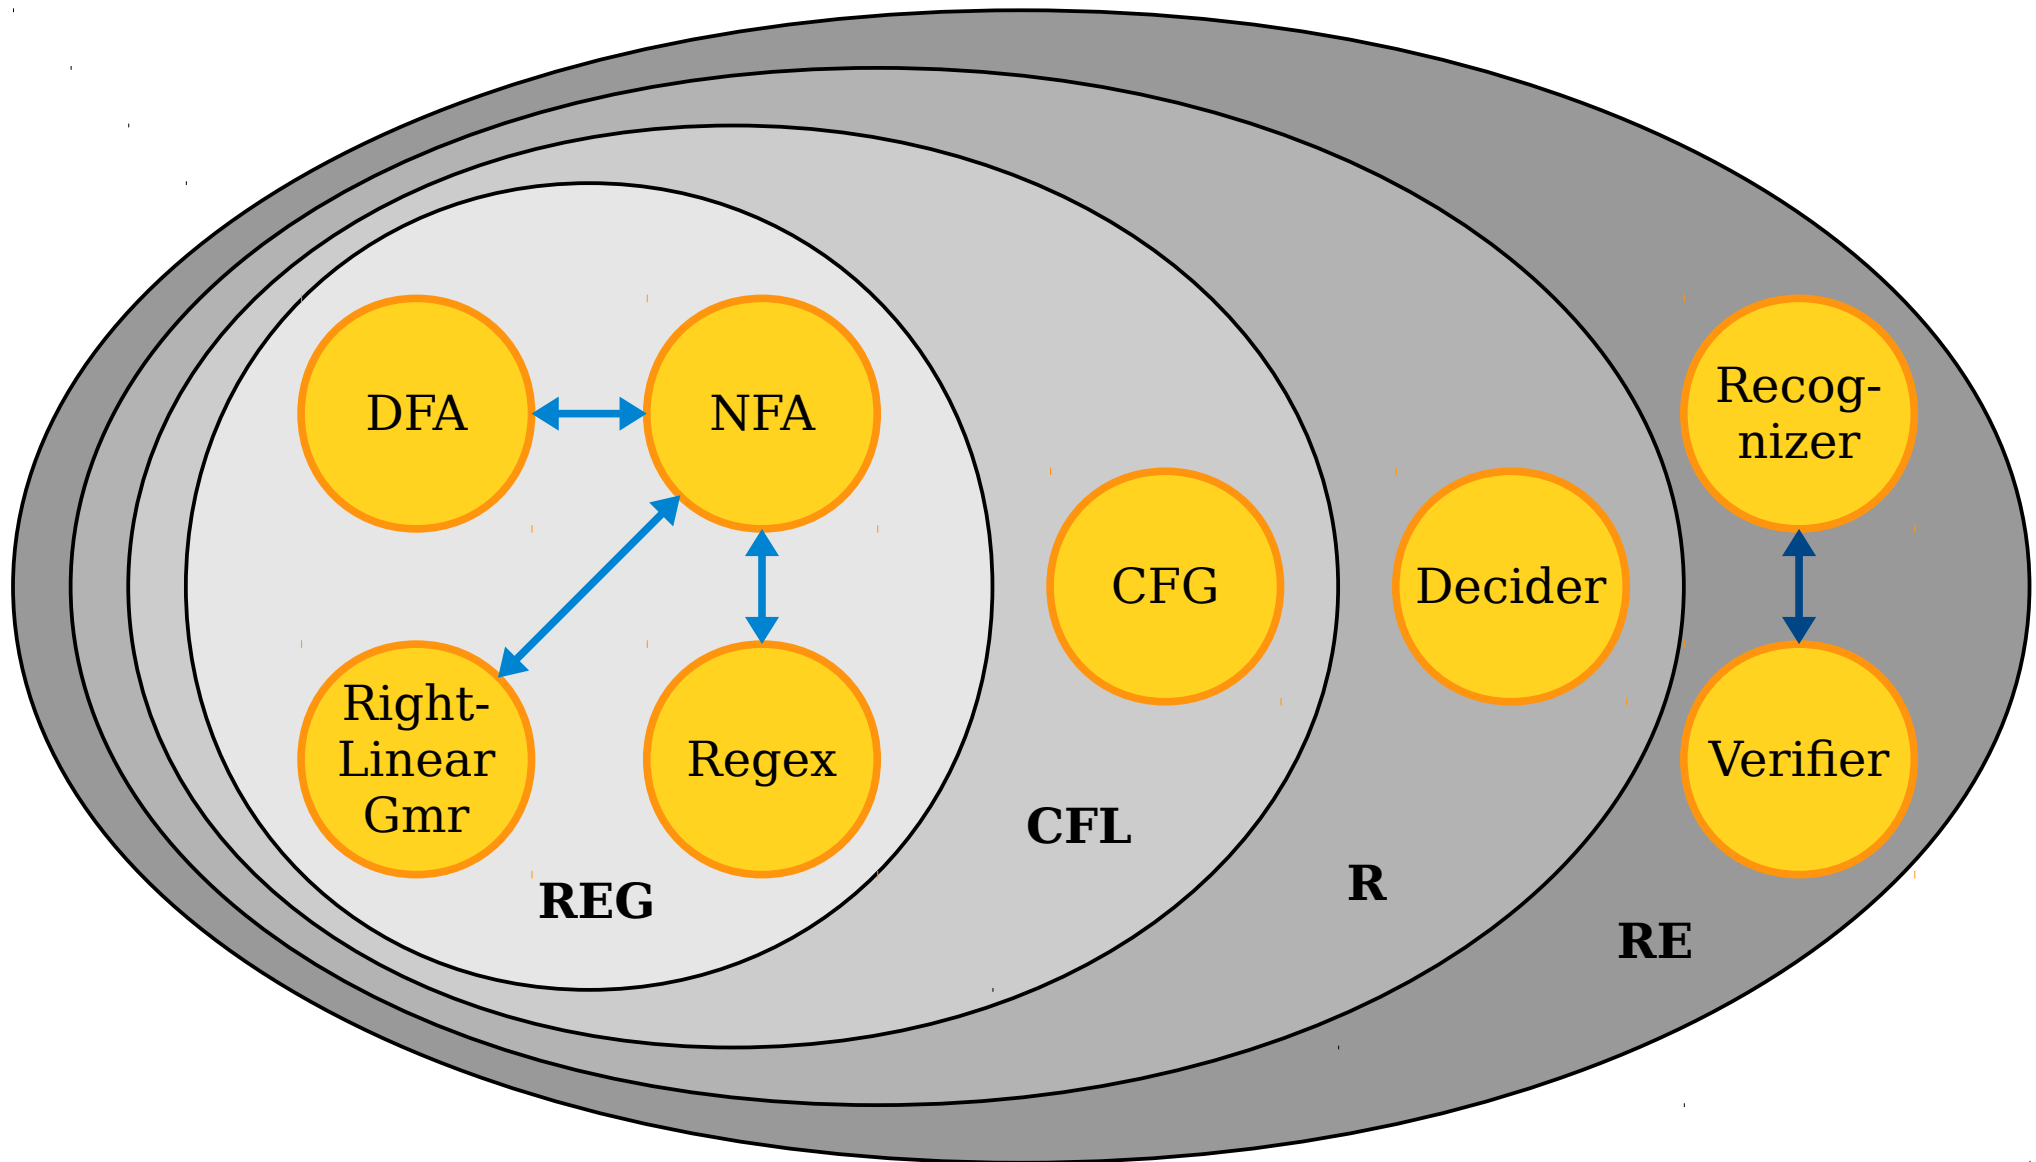 DFA
NFA
Recog-
nizer
CFG
Decider
Right-
Linear
Gmr
Regex
Verifier
CFL
R
REG
RE